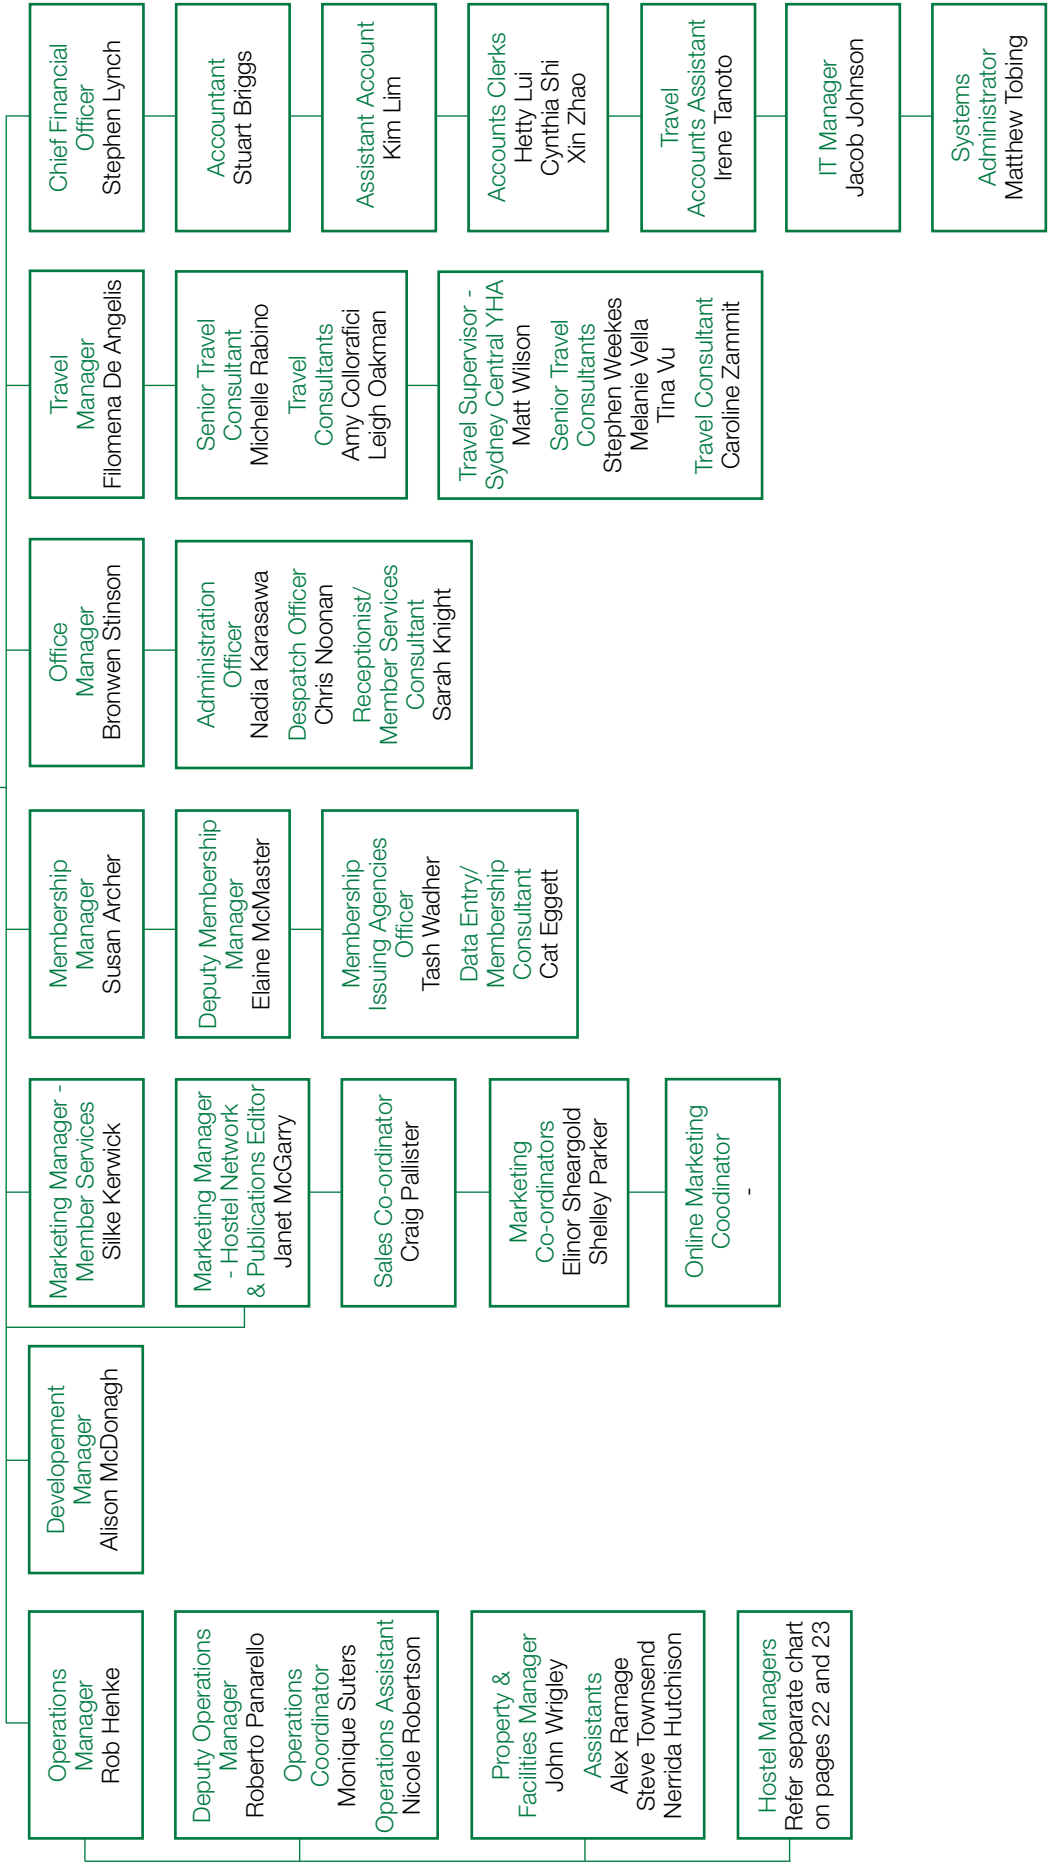 Operations
Manager
Rob Henke
Deputy Operations
Manager
Roberto Panarello
Operations
Coordinator
Monique Suters
Operations Assistant
Nicole Robertson
Property &
Facilities Manager
John Wrigley
Assistants
Alex Ramage
Steve Townsend
Nerrida Hutchison
Hostel Managers
Refer separate chart
on pages 22 and 23
Developement
Manager
Alison McDonagh
Marketing Manager -
Member Services
Silke Kerwick
Marketing Manager
- Hostel Network
& Publications Editor
Janet McGarry
Sales Co-ordinator
Craig Pallister
Marketing
Co-ordinators
Elinor Sheargold
Shelley Parker
Online Marketing
Coodinator
-
Membership
Manager
Susan Archer
Deputy Membership
Manager
Elaine McMaster
Membership
Issuing Agencies
Officer
Tash Wadher
Data Entry/
Membership
Consultant
Cat Eggett
Office
Manager
Bronwen Stinson
Administration
Officer
Nadia Karasawa
Despatch Officer
Chris Noonan
Receptionist/
Member Services
Consultant
Sarah Knight
Travel
Manager
Filomena De Angelis
Senior Travel
Consultant
Michelle Rabino
Travel
Consultants
Amy Collorafici
Leigh Oakman
Travel Supervisor -
Sydney Central YHA
Matt Wilson
Senior Travel
Consultants
Stephen Weekes
Melanie Vella
Tina Vu
Travel Consultant
Caroline Zammit
Chief Financial
Officer
Stephen Lynch
Accountant
Stuart Briggs
Assistant Account
Kim Lim
Accounts Clerks
Hetty Lui
Cynthia Shi
Xin Zhao
Travel
Accounts Assistant
Irene Tanoto
IT Manager
Jacob Johnson
Systems
Administrator
Matthew Tobing